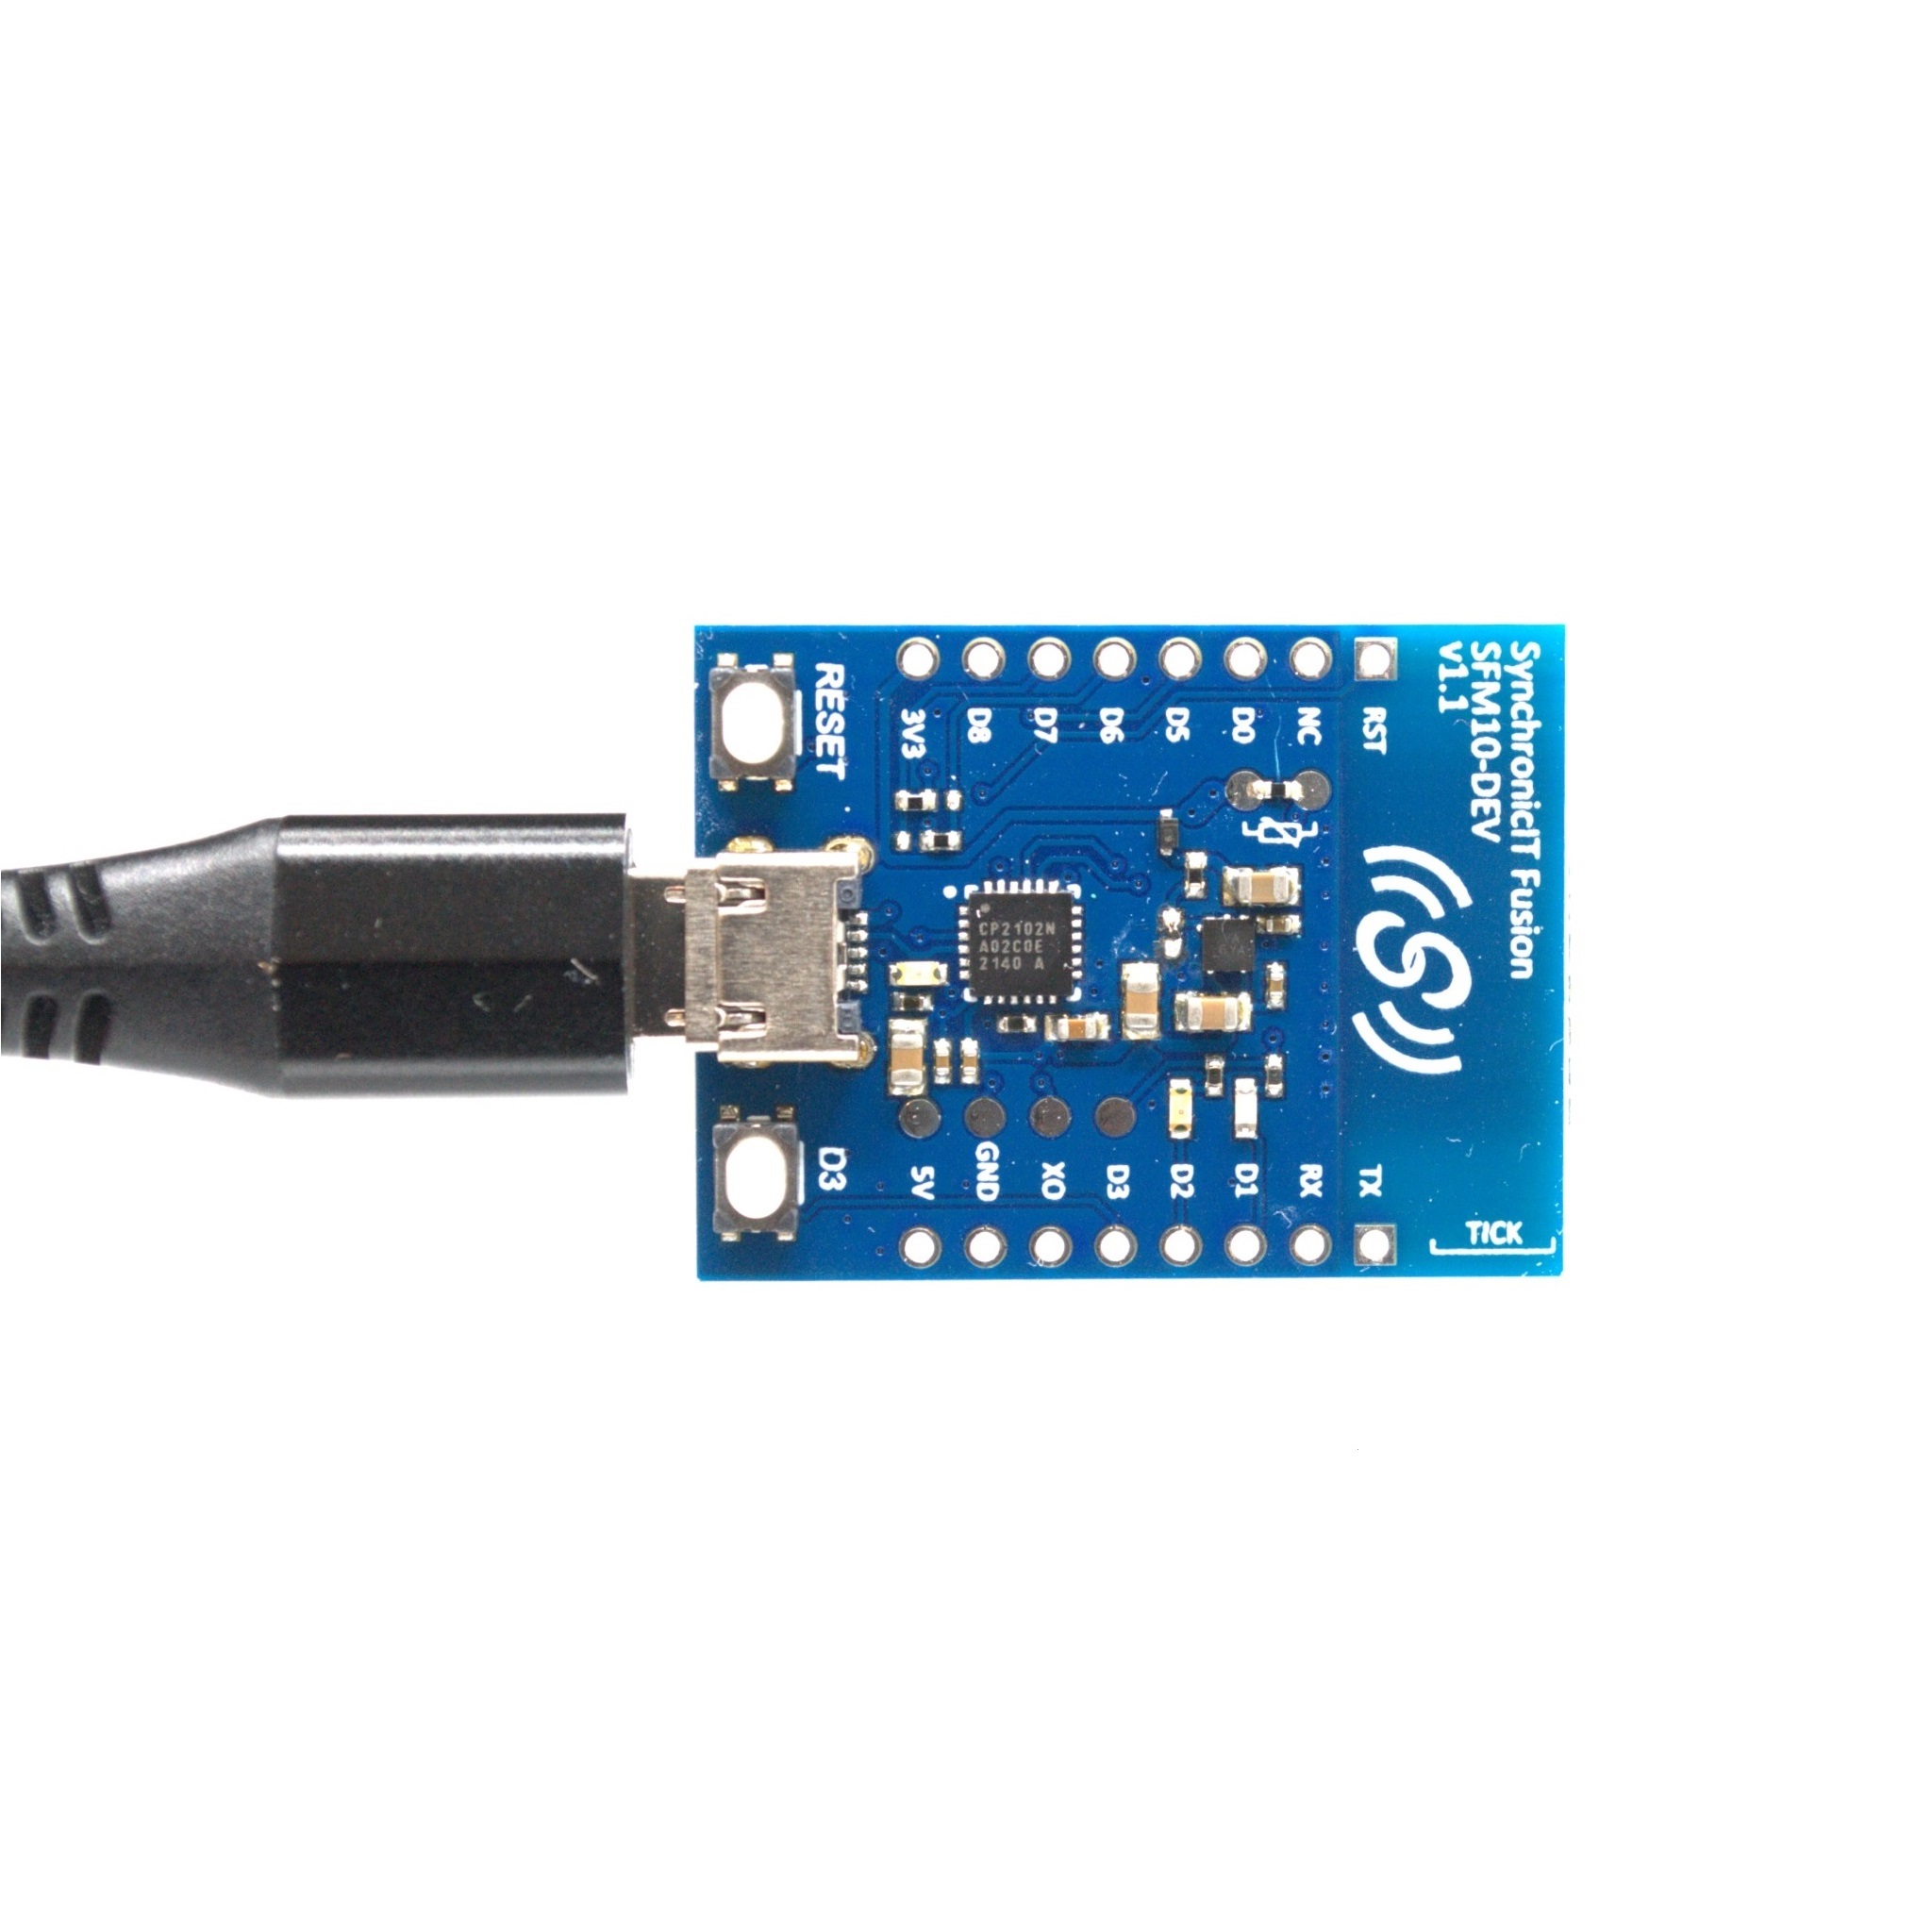 SynchronicIT Fusion
SFM10-DEV
v1.1
RESET
3V3
D8
D7
D6
D5
D0
NC
RST
CP2102N
A02C0E
2140 A
D3
5V
GND
XO
D3
D2
D1
RX
TX
TICK